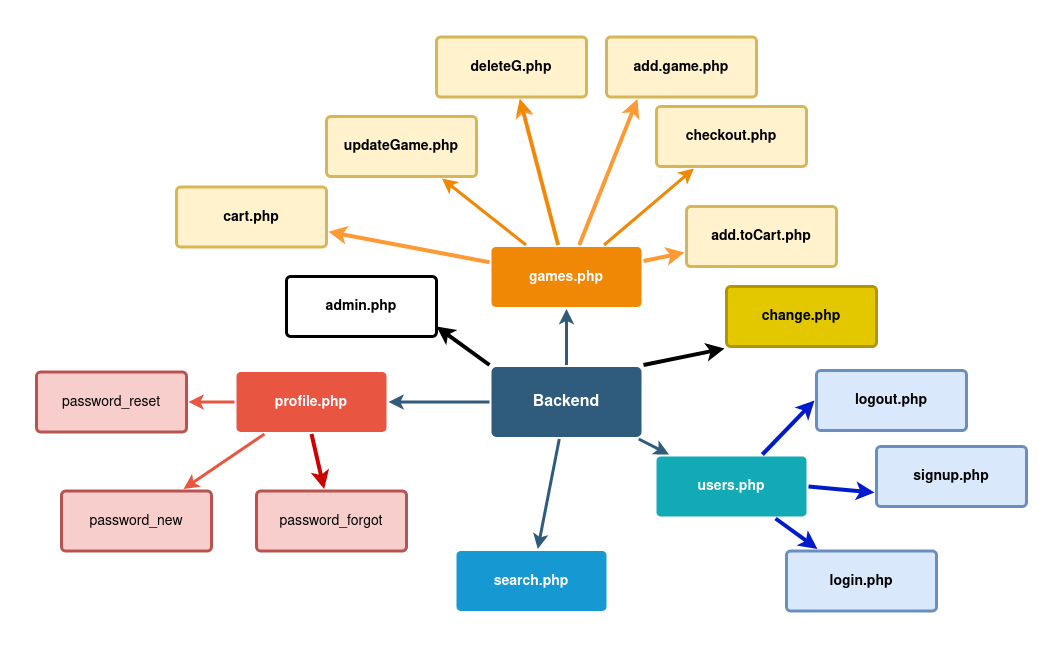 deleteG.php
add.game.php
checkout.php
updateGame.php
cart.php
add.toCart.php
games.php
admin.php
change.php
password_reset
profile.php
Backend
logout.php
signup.php
users.php
password_new
password_forgot
search.php
login.php